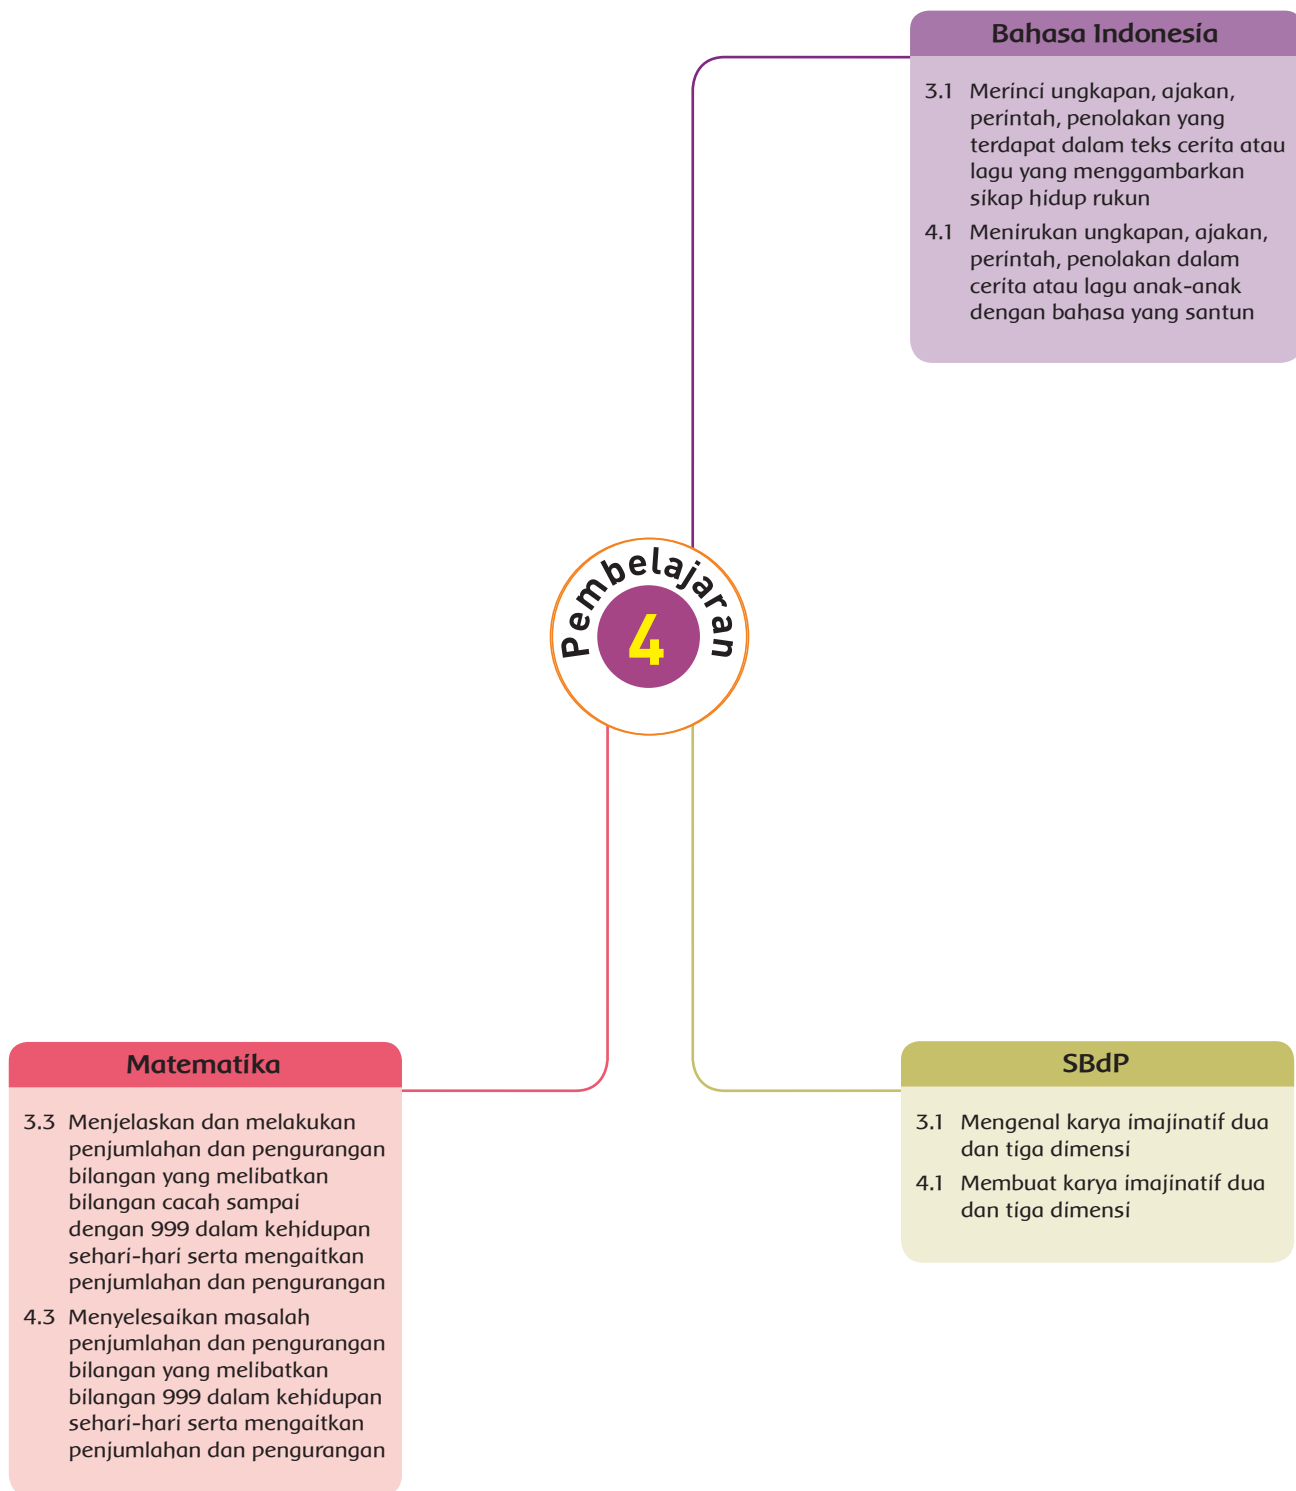 Bahasa Indonesia
3.1 Merinci ungkapan, ajakan,
perintah, penolakan yang
terdapat dalam teks cerita atau
lagu yang menggambarkan
sikap hidup rukun
4.1 Menirukan ungkapan, ajakan,
perintah, penolakan dalam
cerita atau lagu anak-anak
dengan bahasa yang santun
Pembelajaran
4
Matematika
3.3 Menjelaskan dan melakukan
penjumlahan dan pengurangan
bilangan yang melibatkan
bilangan cacah sampai
dengan 999 dalam kehidupan
sehari-hari serta mengaitkan
penjumlahan dan pengurangan
4.3 Menyelesaikan masalah
penjumlahan dan pengurangan
bilangan yang melibatkan
bilangan 999 dalam kehidupan
sehari-hari serta mengaitkan
penjumlahan dan pengurangan
SBdP
3.1 Mengenal karya imajinatif dua
dan tiga dimensi
4.1 Membuat karya imajinatif dua
dan tiga dimensi